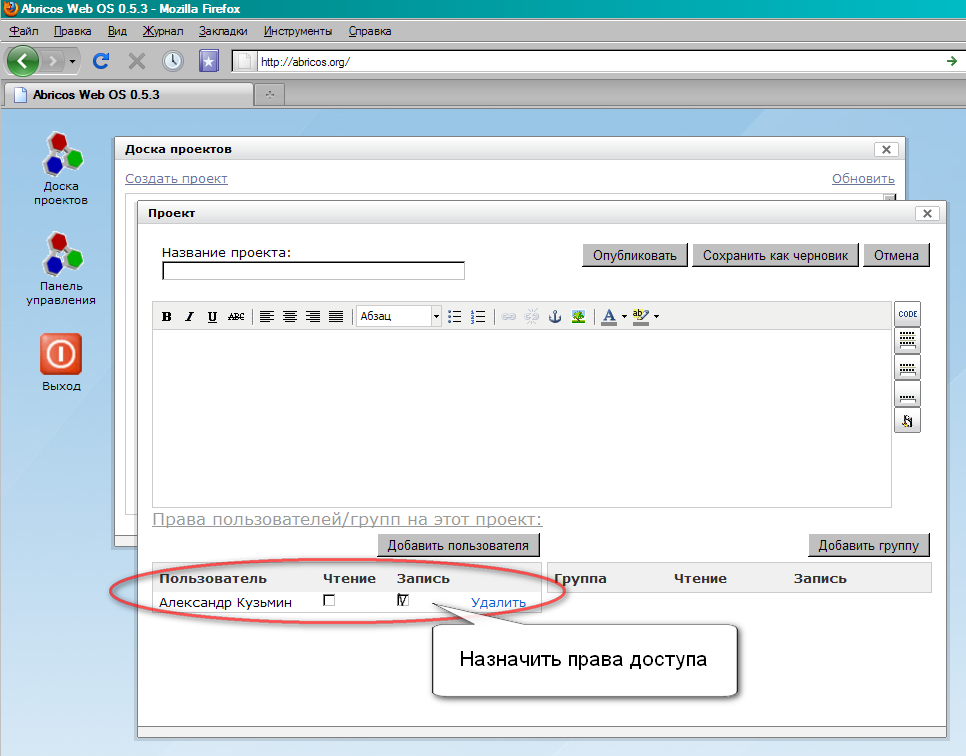 Abricos Web OS 0.5.3 - Mozilla Firefox
Файл Правка Вид Журнал Закладки Инструменты Справка
http://abricos.org/
Abricos Web OS 0.5.3
Доска
проектов
Панель
управления
Выход
Доска проектов
Создать проект Обновить
Проект
Название проекта:
Опубликовать Сохранить как черновик Отмена
B I U ABC Абзац A ab
CODE
Права пользователей/групп на этот проект:
Добавить пользователя Добавить группу
Пользователь Чтение Запись Группа Чтение Запись
Александр Кузьмин Удалить
Назначить права доступа